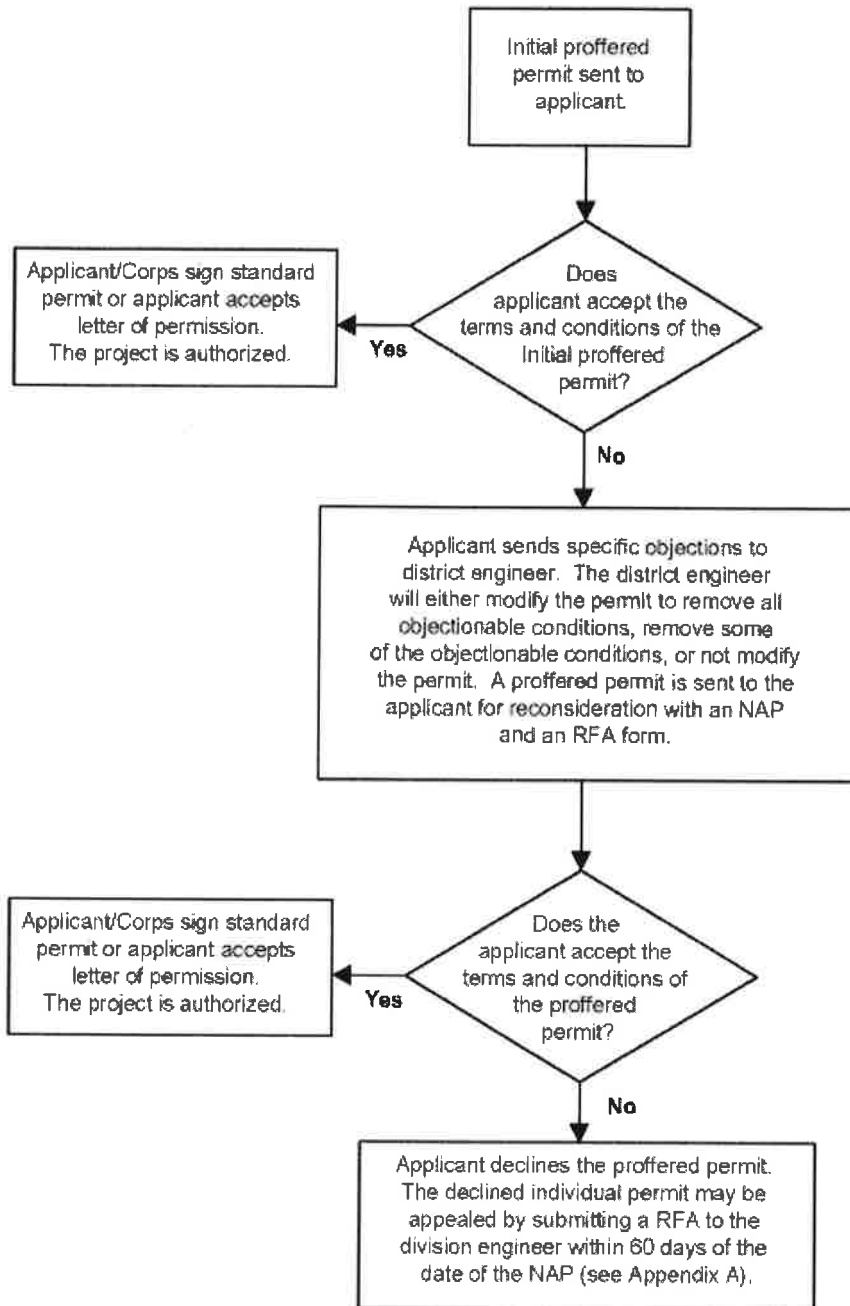 Initial proffered
permit sent to
applicant.
Does
applicant accept the
terms and conditions of the
Initial proffered
permit?
Yes
Applicant/Corps sign standard
permit or applicant accepts
letter of permission.
The project is authorized.
No
Applicant sends specific objections to
district engineer. The district engineer
will either modify the permit to remove all
objectionable conditions, remove some
of the objectionable conditions, or not modify
the permit. A proffered permit is sent to the
applicant for reconsideration with an NAP
and an RFA form.
Does the
applicant accept the
terms and conditions of
the proffered
permit?
Yes
Applicant/Corps sign standard
permit or applicant accepts
letter of permission.
The project is authorized.
No
Applicant declines the proffered permit.
The declined individual permit may be
appealed by submitting a RFA to the
division engineer within 60 days of the
date of the NAP (see Appendix A).